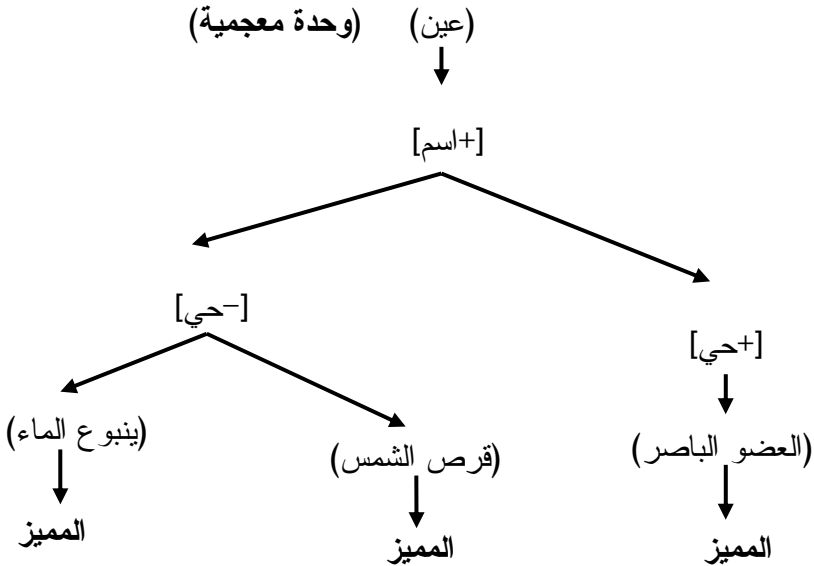 (عين) (وحدة معجمية)
[+اسم]
[–حي]
[+حي]
(العضو الباصر)
(قرص الشمس)
(ينبوع الماء)
المميز
المميز
المميز